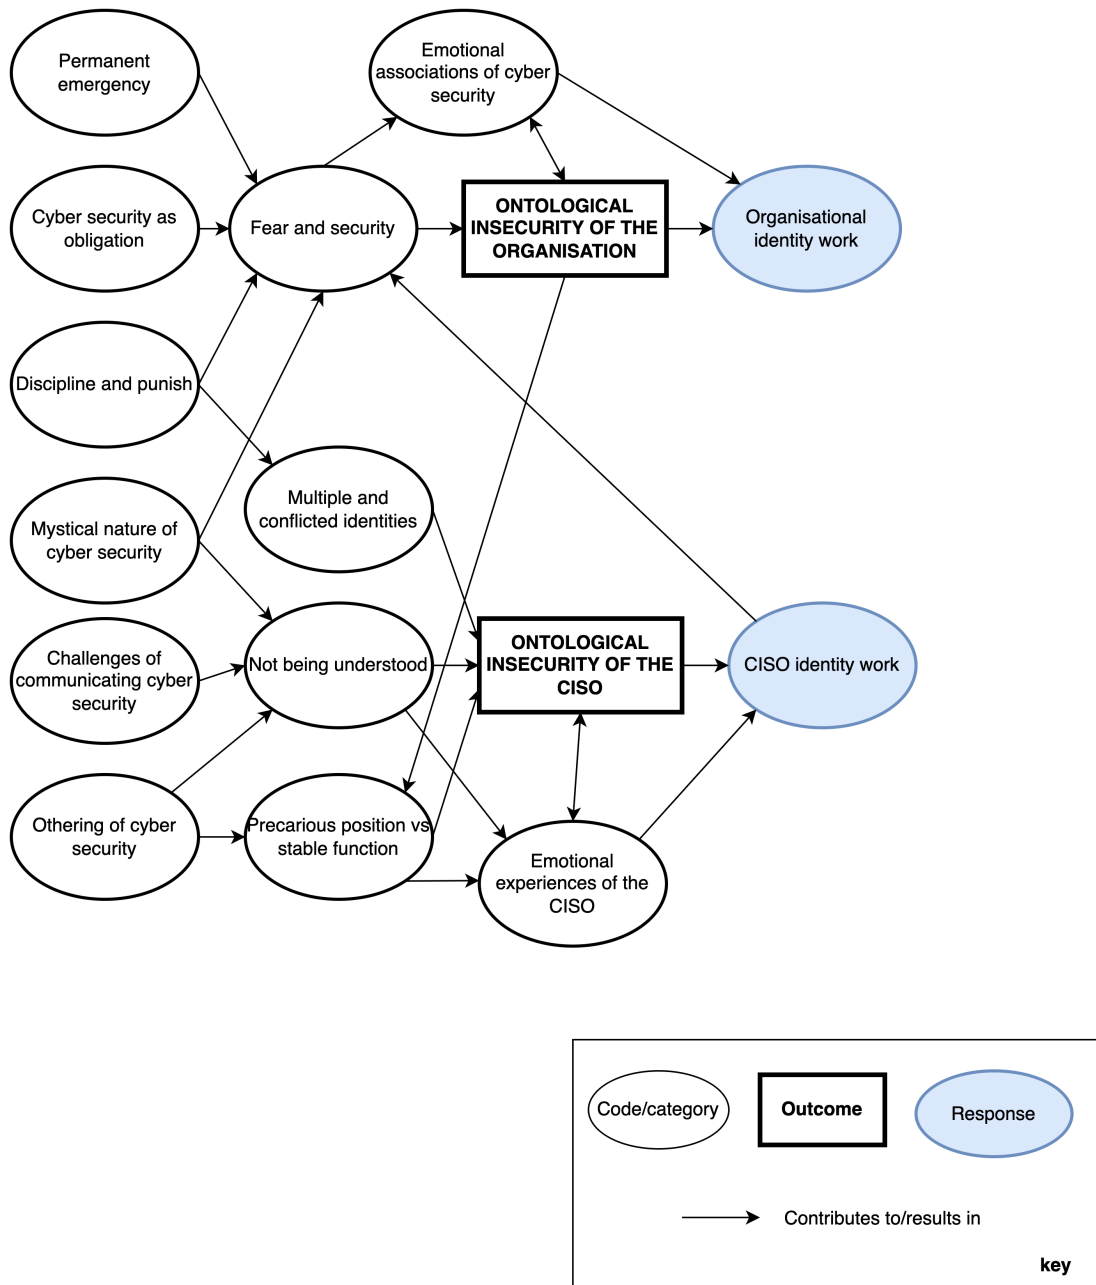 Permanent
emergency
Emotional
associations of cyber
security
Cyber security as
obligation
Fear and security
ONTOLOGICAL
INSECURITY OF THE
ORGANISATION
Organisational
identity work
Discipline and punish
Multiple and
conflicted identities
Mystical nature of
cyber security
Challenges of
communicating cyber
security
Not being understood
ONTOLOGICAL
INSECURITY OF THE
CISO
CISO identity work
Othering of cyber
security
Precarious position vs
stable function
Emotional
experiences of the
CISO
Code/category
Outcome
Response
Contributes to/results in
key